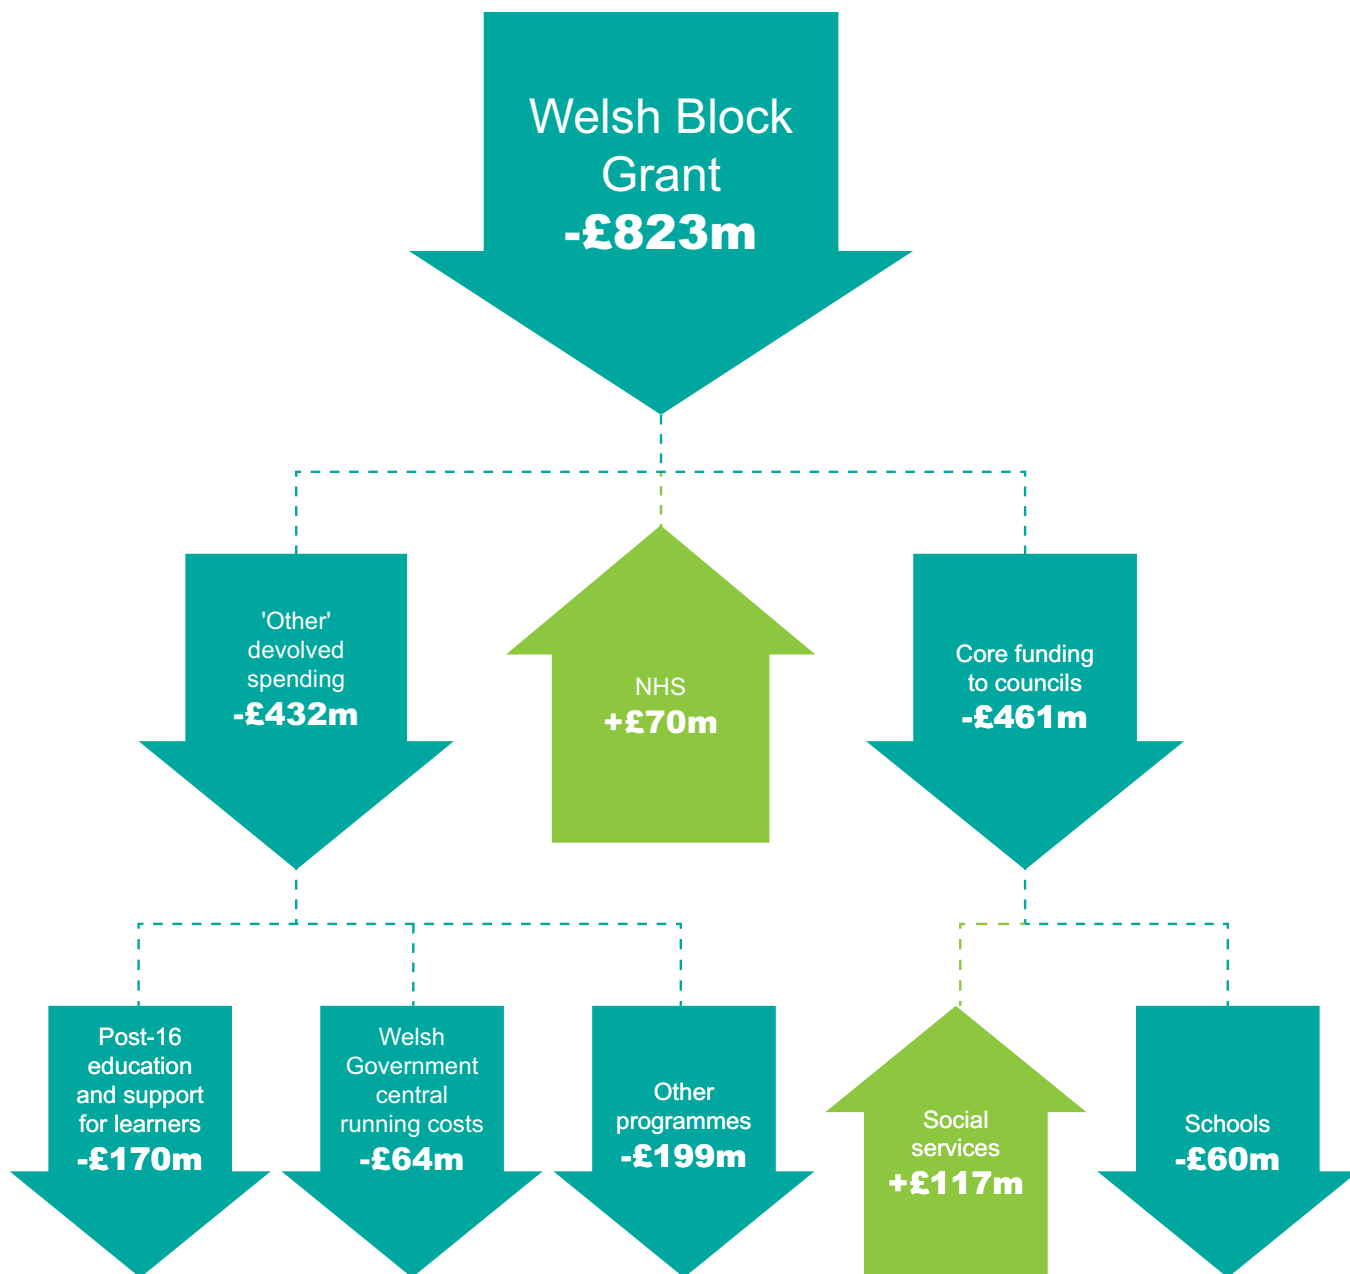 Welsh Block
Grant
-£823m
'Other'
devolved
spending
-£432m
NHS
+£70m
Core funding
to councils
-£461m
Post-16
education
and support
for learners
-£170m
Welsh
Government
central
running costs
-£64m
Other
programmes
-£199m
Social
services
+£117m
Schools
-£60m